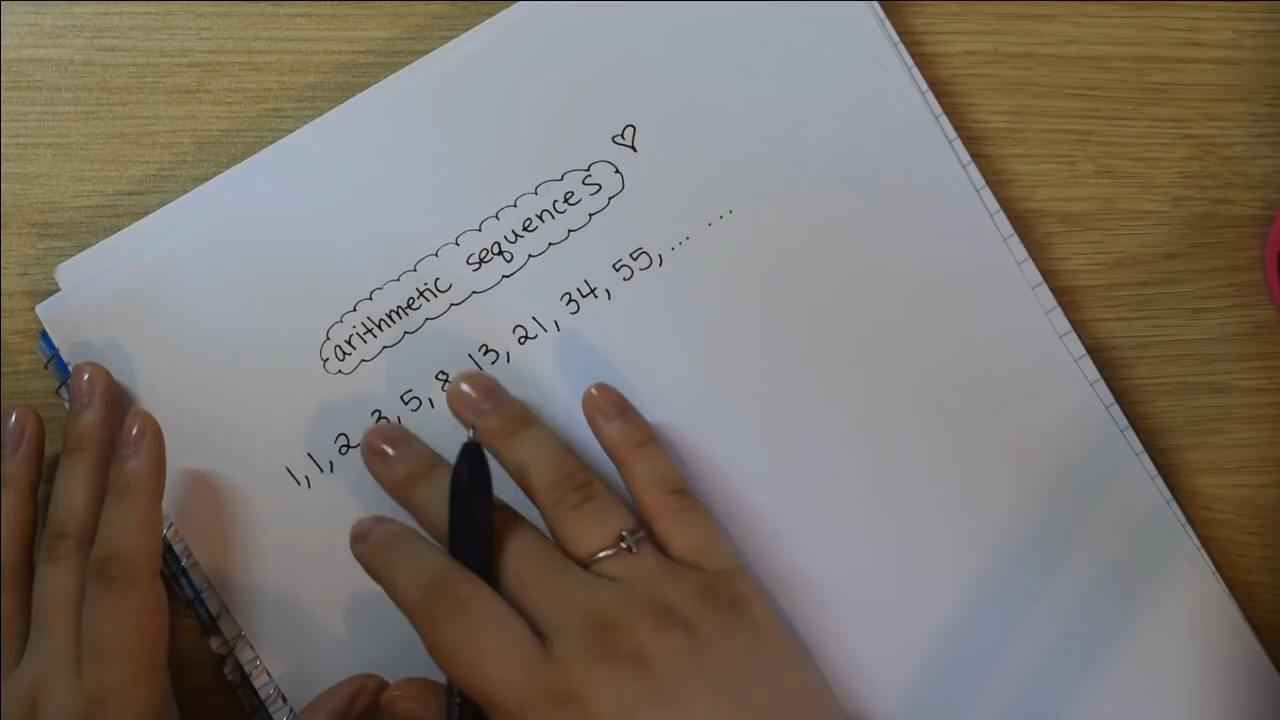 arithmetic sequences
1, 1, 2, 3, 5, 8, 13, 21, 34, 55, ... ...